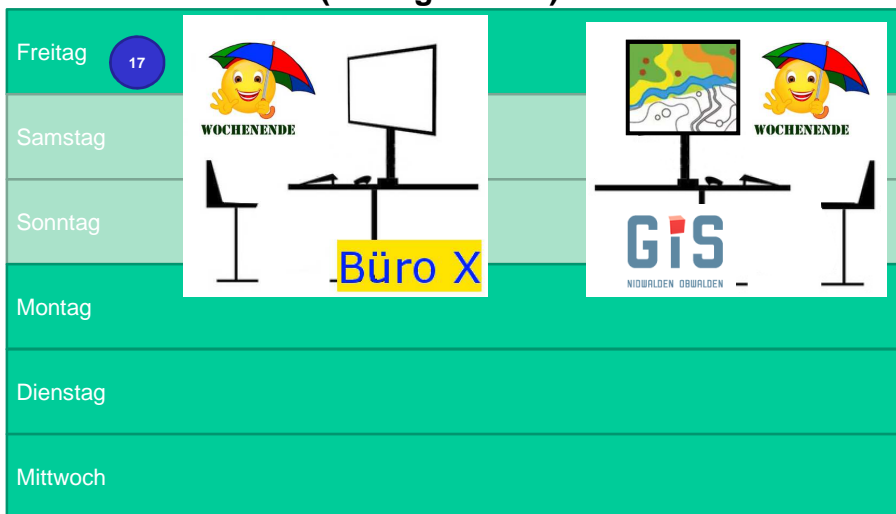 Freitag
17
WOCHENENDE
WOCHENENDE
Samstag
Sonntag
GiS
NIDWALDEN OBWALDEN
Büro X
Montag
Dienstag
Mittwoch